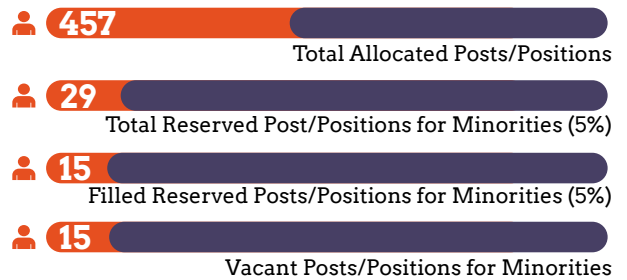 457
Total Allocated Posts/Positions
29
Total Reserved Post/Positions for Minorities (5%)
15
Filled Reserved Posts/Positions for Minorities (5%)
15
Vacant Posts/Positions for Minorities